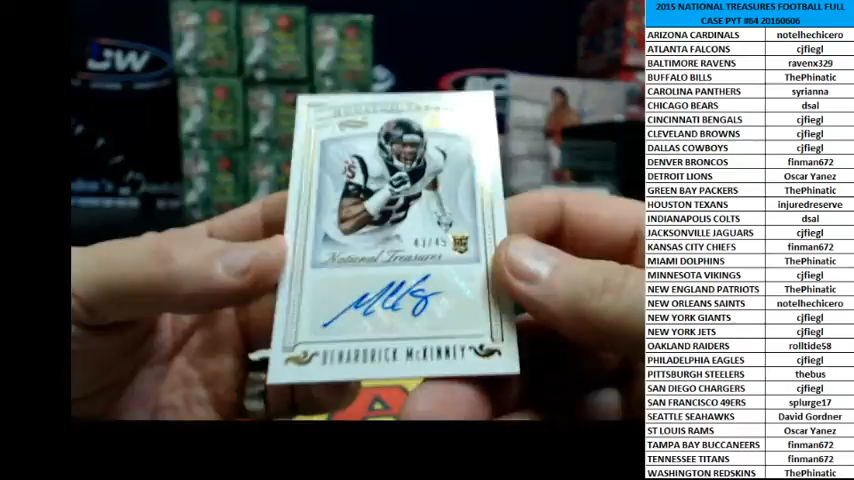 2015 NATIONAL TREASURES FOOTBALL FULL
CASE PYT #64 20160606
ARIZONA CARDINALS notelhechicero
ATLANTA FALCONS cjfiegl
BALTIMORE RAVENS ravenx329
BUFFALO BILLS ThePhinatic
CAROLINA PANTHERS syrianna
CHICAGO BEARS dsal
CINCINNATI BENGALS cjfiegl
CLEVELAND BROWNS cjfiegl
DALLAS COWBOYS cjfiegl
DENVER BRONCOS finman672
DETROIT LIONS Oscar Yanez
GREEN BAY PACKERS ThePhinatic
HOUSTON TEXANS injuredreserve
INDIANAPOLIS COLTS dsal
JACKSONVILLE JAGUARS cjfiegl
KANSAS CITY CHIEFS finman672
MIAMI DOLPHINS ThePhinatic
MINNESOTA VIKINGS cjfiegl
NEW ENGLAND PATRIOTS ThePhinatic
NEW ORLEANS SAINTS notelhechicero
NEW YORK GIANTS cjfiegl
NEW YORK JETS cjfiegl
OAKLAND RAIDERS rolltide58
PHILADELPHIA EAGLES cjfiegl
PITTSBURGH STEELERS thebus
SAN DIEGO CHARGERS cjfiegl
SAN FRANCISCO 49ERS splurge17
SEATTLE SEAHAWKS David Gordner
ST LOUIS RAMS Oscar Yanez
TAMPA BAY BUCCANEERS finman672
TENNESSEE TITANS finman672
WASHINGTON REDSKINS ThePhinatic
43/49
National Treasures
BENARDRICK McKINNEY